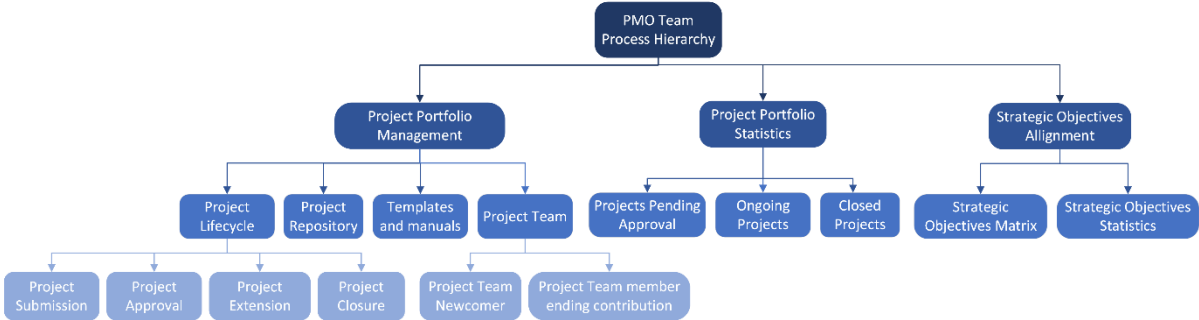 PMO Team
Process Hierarchy
Project Portfolio
Management
Project Portfolio
Statistics
Strategic Objectives
Allignment
Project
Lifecycle
Project
Repository
Templates
and manuals
Project Team
Projects Pending
Approval
Ongoing
Projects
Closed
Projects
Strategic
Objectives Matrix
Strategic Objectives
Statistics
Project
Submission
Project
Approval
Project
Extension
Project
Closure
Project Team
Newcomer
Project Team member
ending contribution